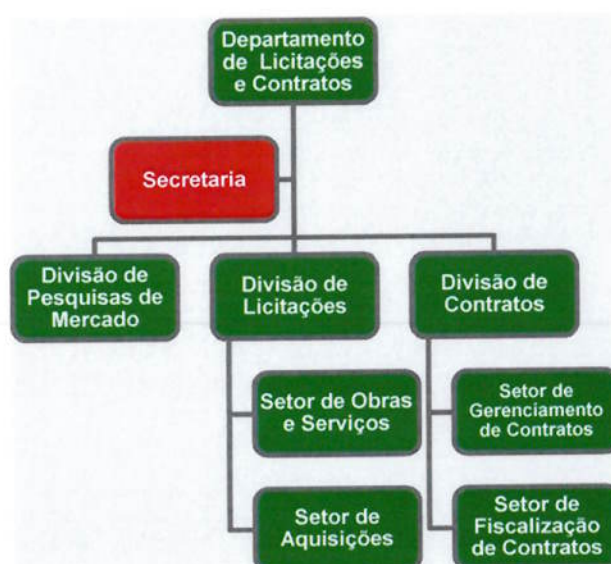 Departamento
de Licitações
e Contratos
Secretaria
Divisão de
Pesquisas de
Mercado
Divisão de
Licitações
Divisão de
Contratos
Setor de Obras
e Serviços
Setor de
Gerenciamento
de Contratos
Setor de
Aquisições
Setor de
Fiscalização
de Contratos